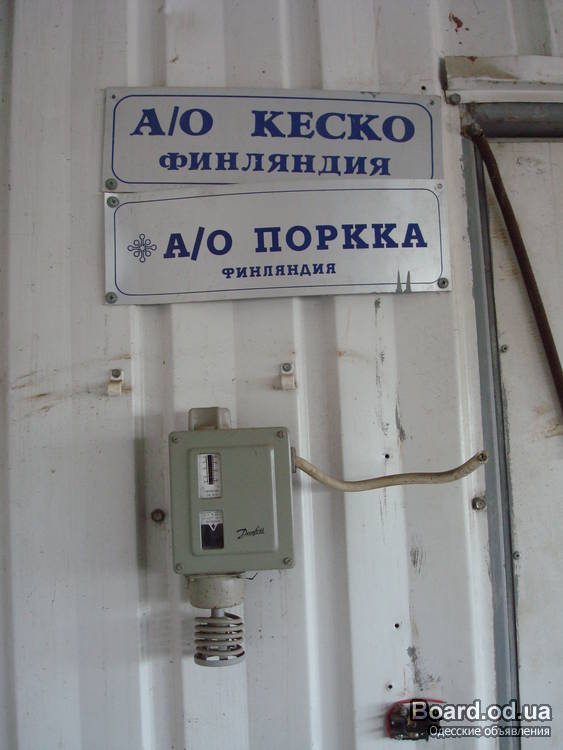 А/О КЕСКО
ФИНЛЯНДИЯ
А/О ПОРККА
ФИНЛЯНДИЯ
Danfoss
Board.od.ua
Одесские объявления